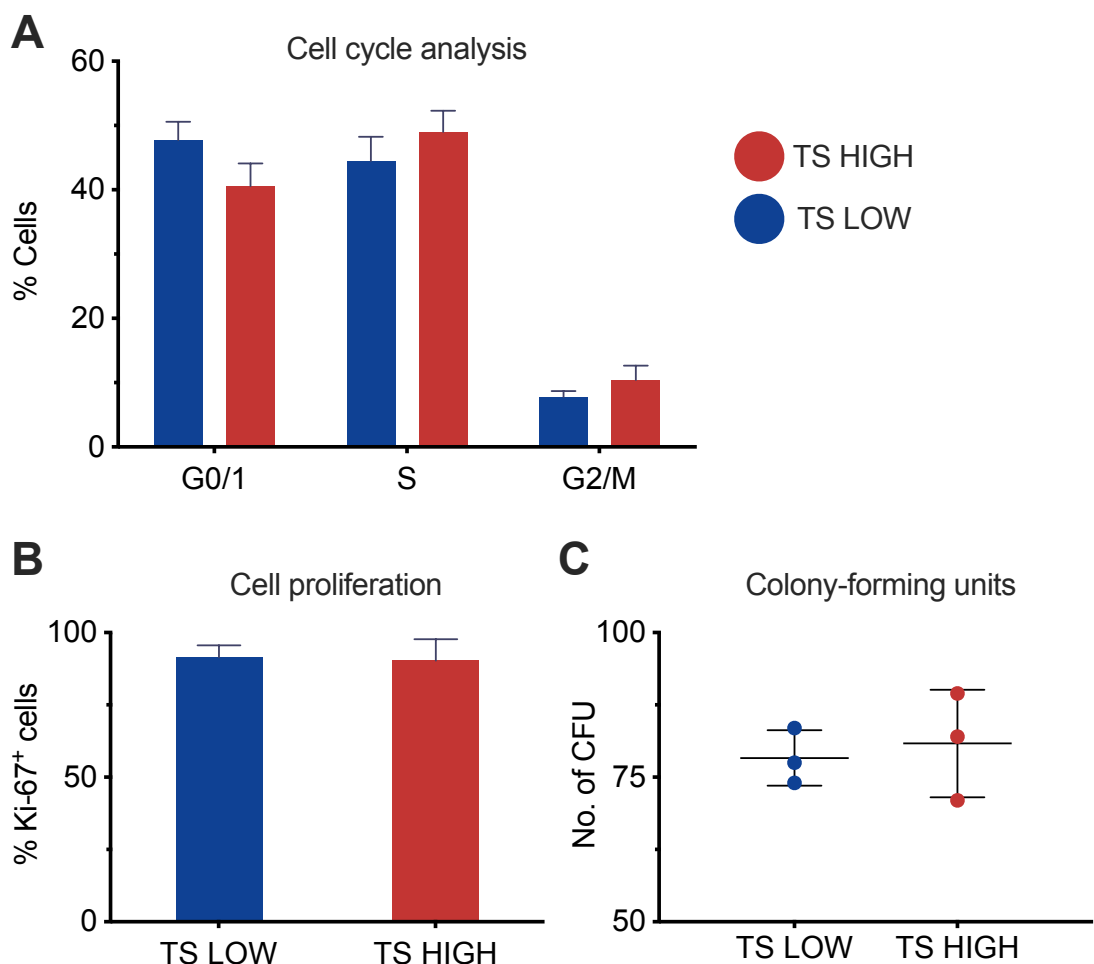 A
Cell cycle analysis
60
40
20
0
% Cells
G0/1
S
G2/M
TS HIGH
TS LOW
B
Cell proliferation
100
50
0
% Ki-67⁺ cells
TS LOW
TS HIGH
C
Colony-forming units
100
75
50
No. of CFU
TS LOW
TS HIGH